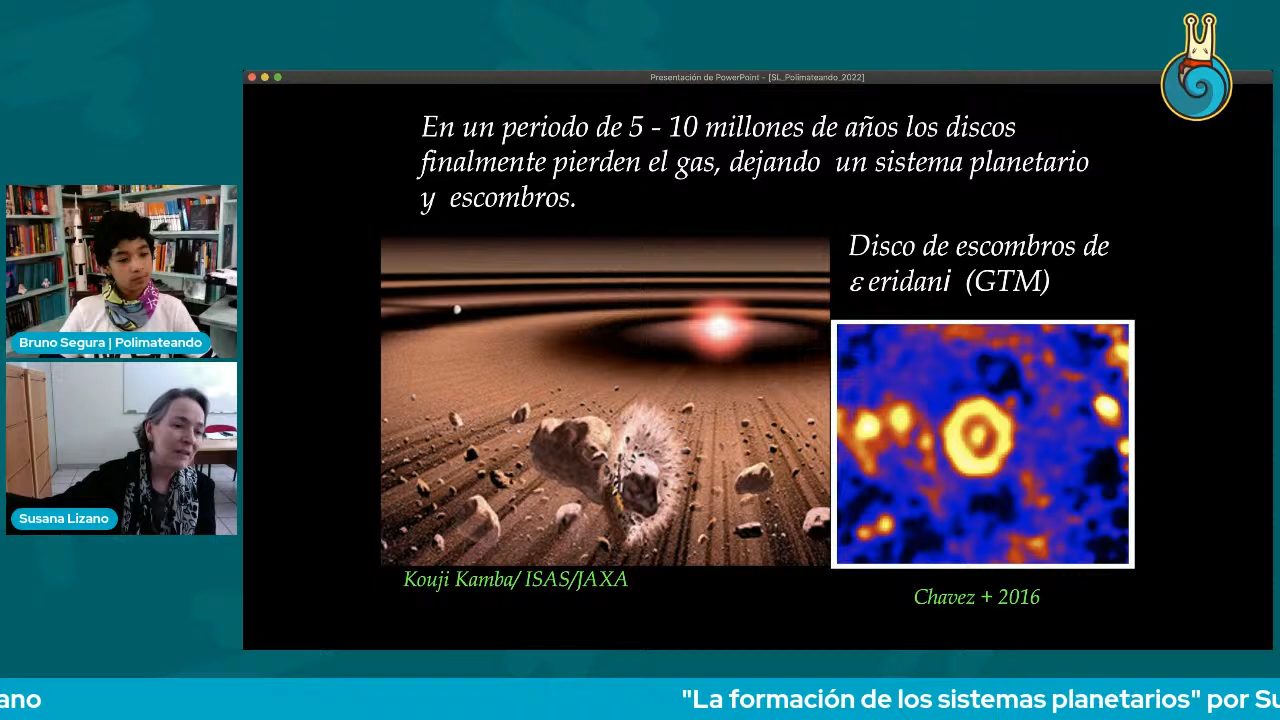 Presentación de PowerPoint - [SL_Polimateando_2022]
En un periodo de 5 - 10 millones de años los discos
finalmente pierden el gas, dejando un sistema planetario
y escombros.
Disco de escombros de
ε eridani (GTM)
Bruno Segura | Polimateando
Susana Lizano
Kouji Kamba/ ISAS/JAXA
Chavez + 2016
ano
"La formación de los sistemas planetarios" por Su